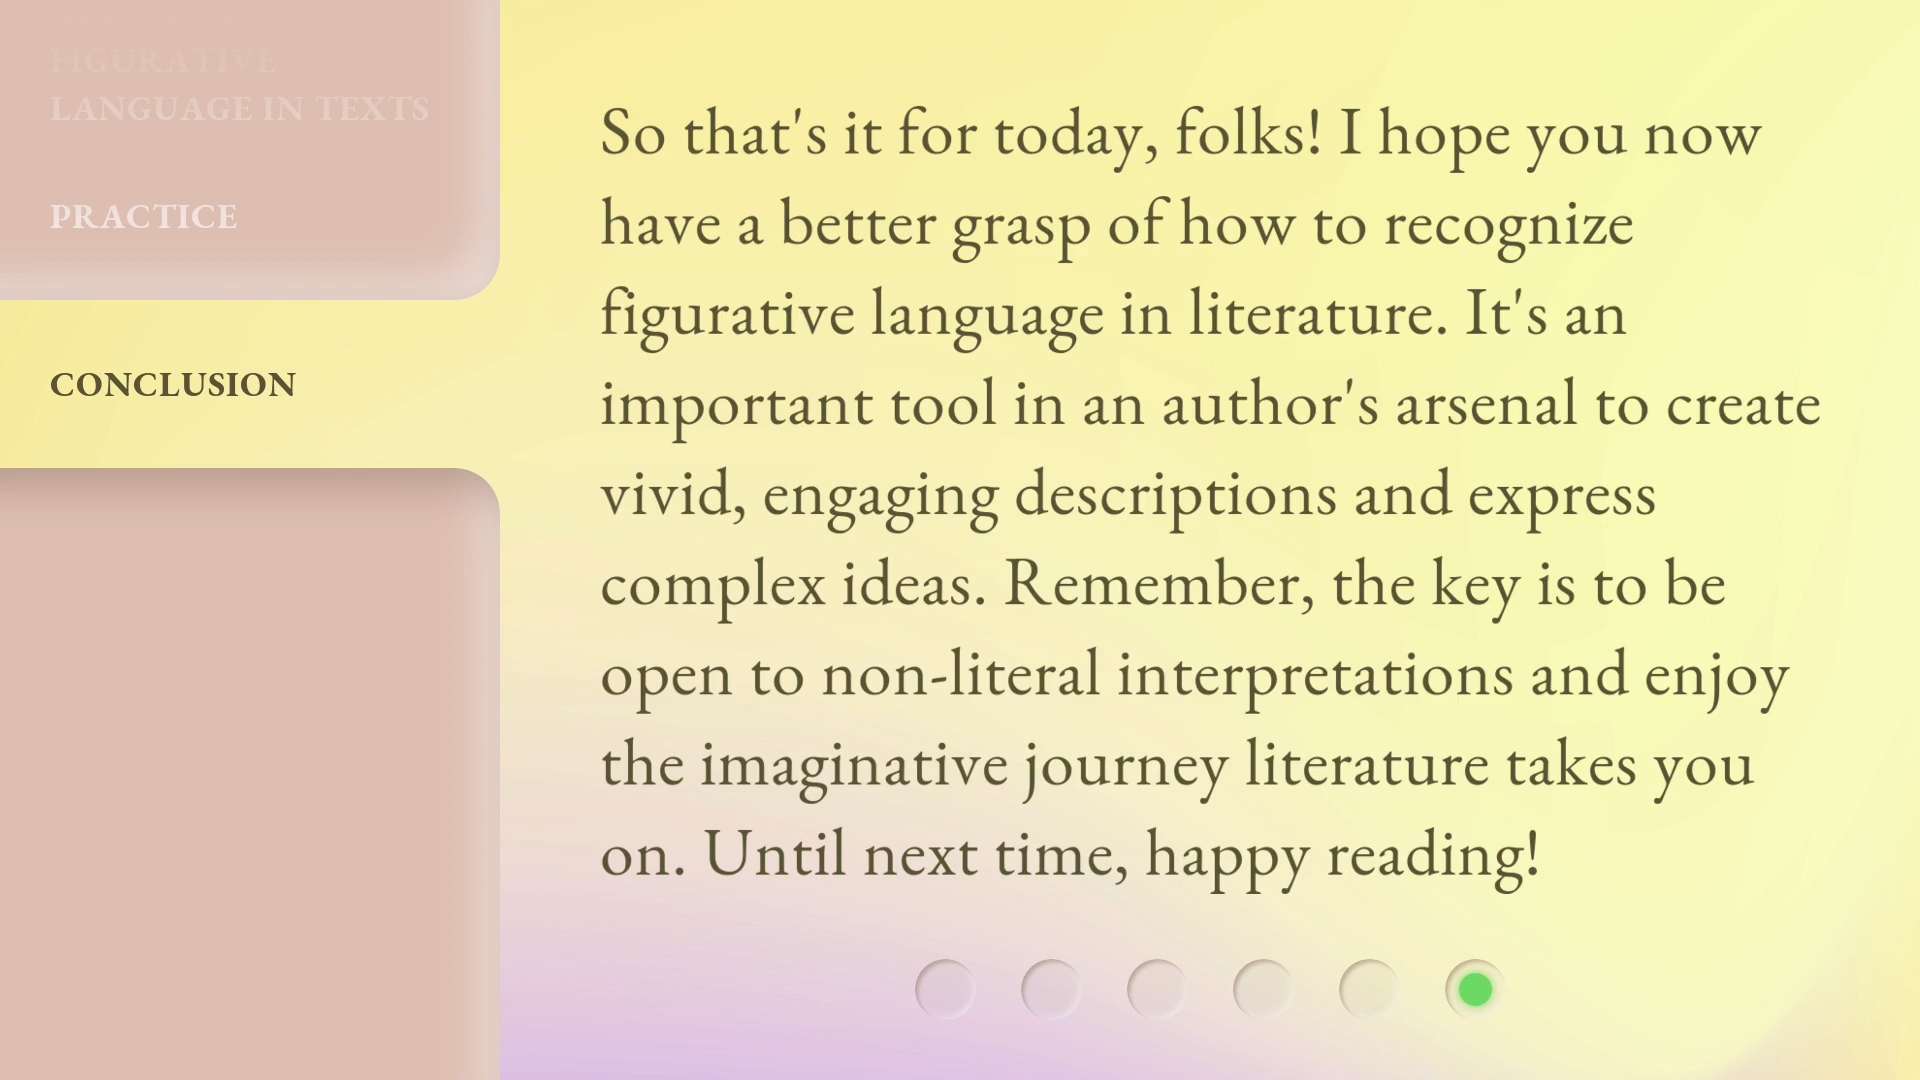 FIGURATIVE
LANGUAGE IN TEXTS
PRACTICE
CONCLUSION
So that's it for today, folks! I hope you now
have a better grasp of how to recognize
figurative language in literature. It's an
important tool in an author's arsenal to create
vivid, engaging descriptions and express
complex ideas. Remember, the key is to be
open to non-literal interpretations and enjoy
the imaginative journey literature takes you
on. Until next time, happy reading!